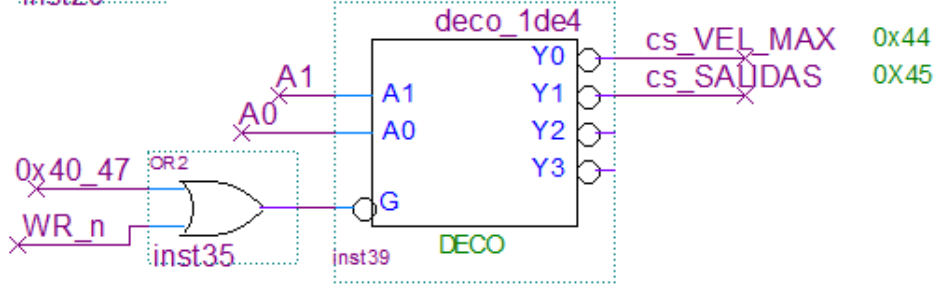 inst26
deco_1de4
Y0 cs_VEL_MAX 0x44
A1 A1 Y1 cs_SALIDAS 0X45
A0 A0 Y2
Y3
0x40_47 OR2
G
WR_n
inst35 inst39 DECO